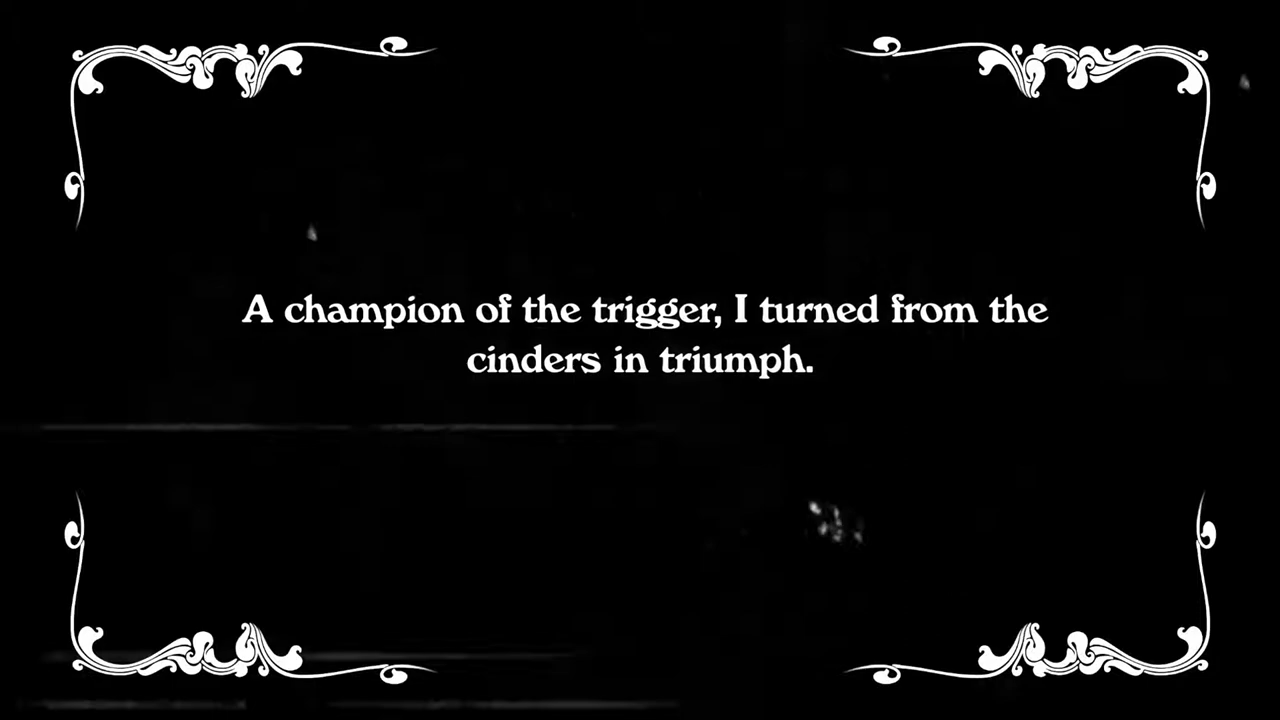 A champion of the trigger, I turned from the
cinders in triumph.